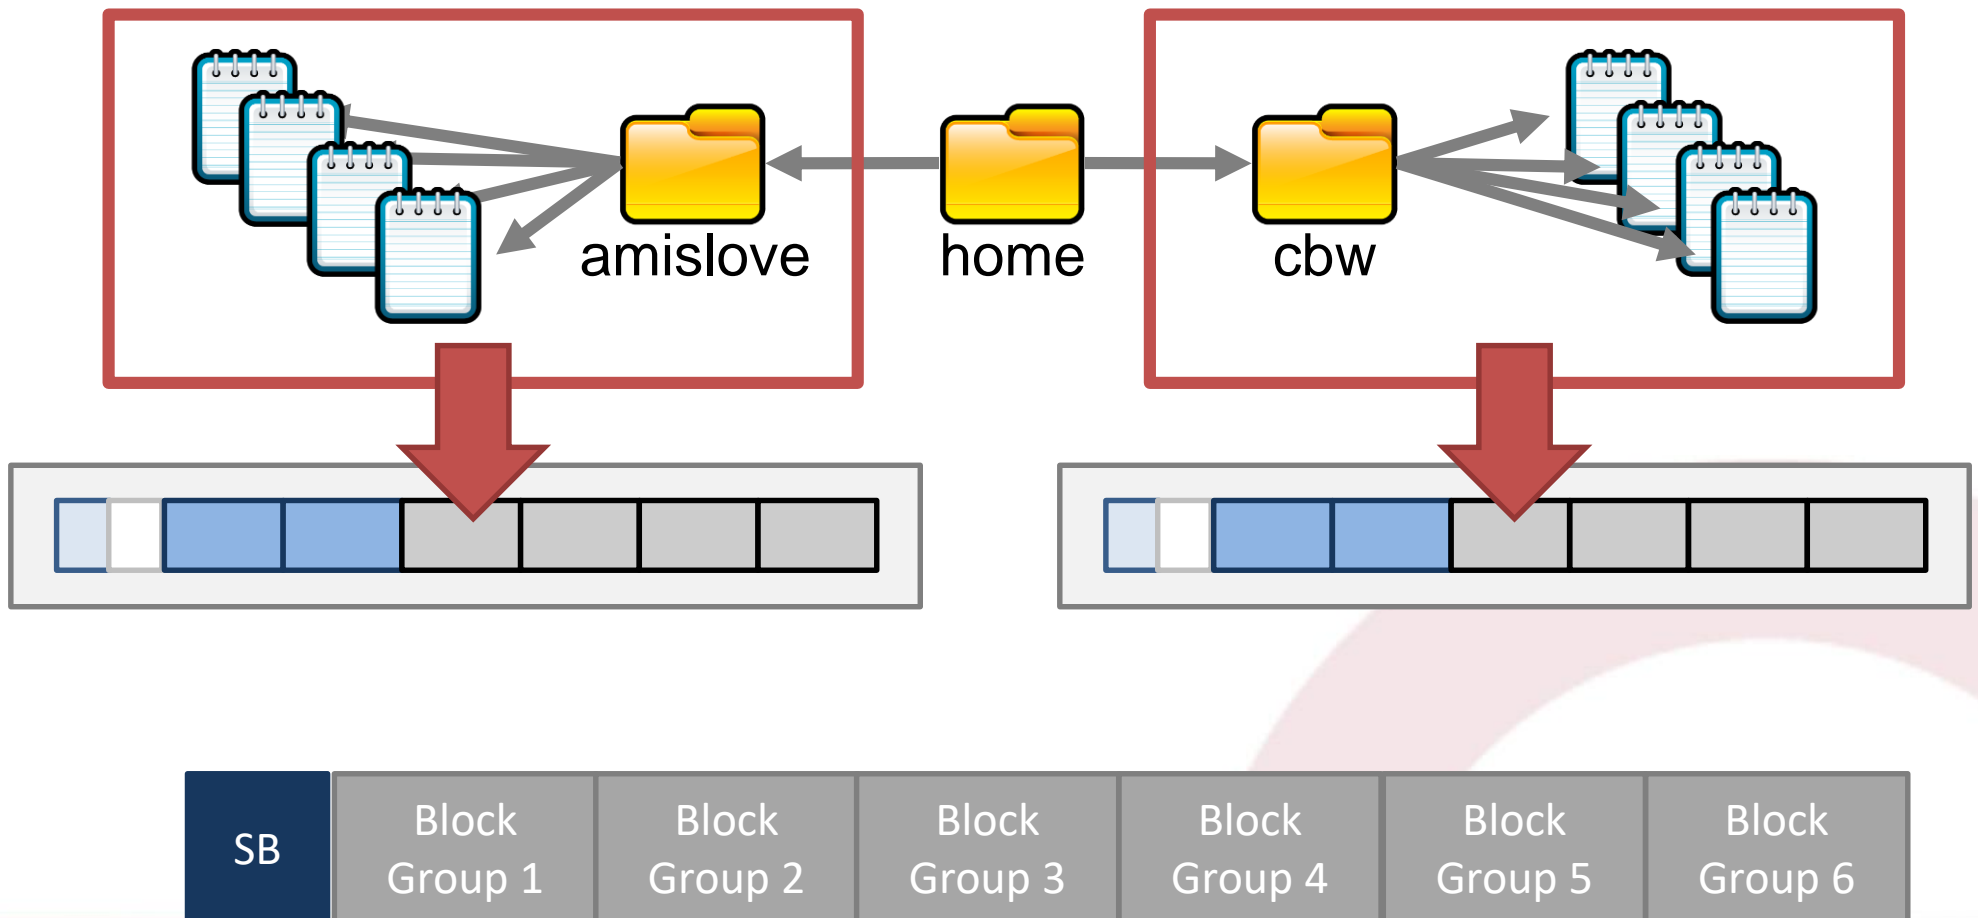 amislove
home
cbw
SB
Block
Group 1
Block
Group 2
Block
Group 3
Block
Group 4
Block
Group 5
Block
Group 6